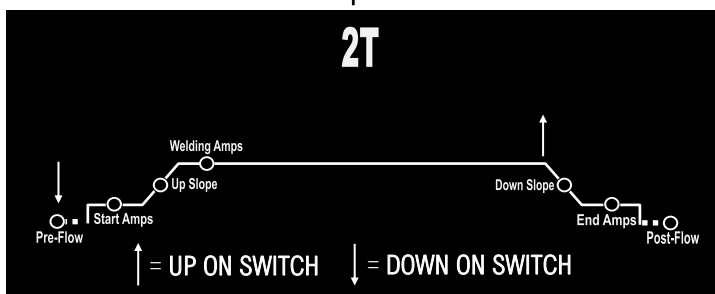 2T
Welding Amps
Up Slope
Down Slope
Start Amps
End Amps
Pre-Flow
Post-Flow
= UP ON SWITCH
= DOWN ON SWITCH